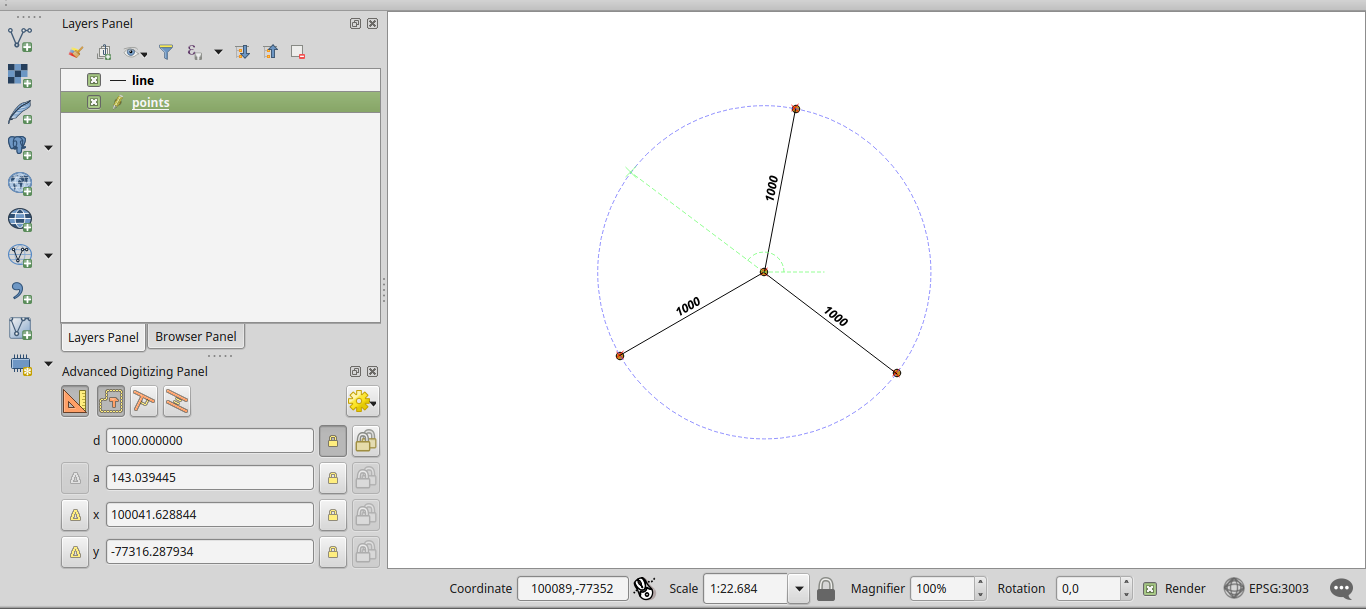 Layers Panel
line
points
Layers Panel
Browser Panel
Advanced Digitizing Panel
d 1000.000000
a 143.039445
x 100041.628844
y -77316.287934
1000
1000
1000
Coordinate 100089,-77352 Scale 1:22.684 Magnifier 100% Rotation 0,0 Render EPSG:3003